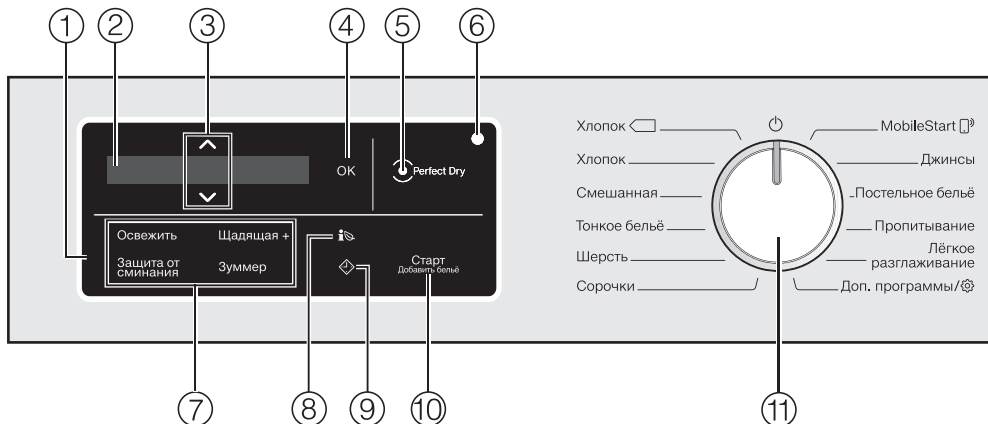 ① ② ③ ④ ⑤ ⑥
OK
Perfect Dry
Освежить
Щадящая +
Защита от
сминания
Зуммер
Старт
Добавить бельё
Хлопок
Хлопок
Смешанная
Тонкое бельё
Шерсть
Сорочки
MobileStart
Джинсы
Постельное бельё
Пропитывание
Лёгкое
разглаживание
Доп. программы/
⑦ ⑧ ⑨ ⑩ ⑪